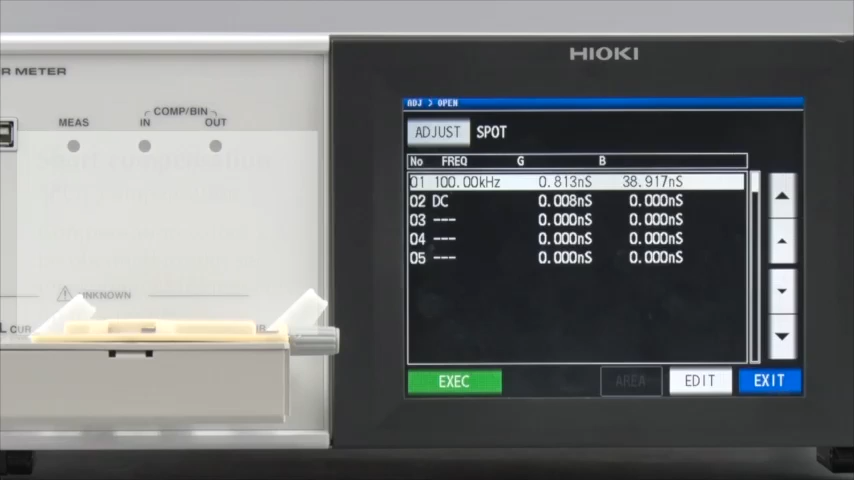 HIOKI
R METER
COMP/BIN
MEAS
IN
OUT
UNKNOWN
L CUR
ADJ > OPEN
ADJUST SPOT
No FREQ G B
01 100.00kHz 0.813nS 38.917nS
02 DC 0.008nS 0.000nS
03 --- 0.000nS 0.000nS
04 --- 0.000nS 0.000nS
05 --- 0.000nS 0.000nS
EXEC
AREA
EDIT
EXIT